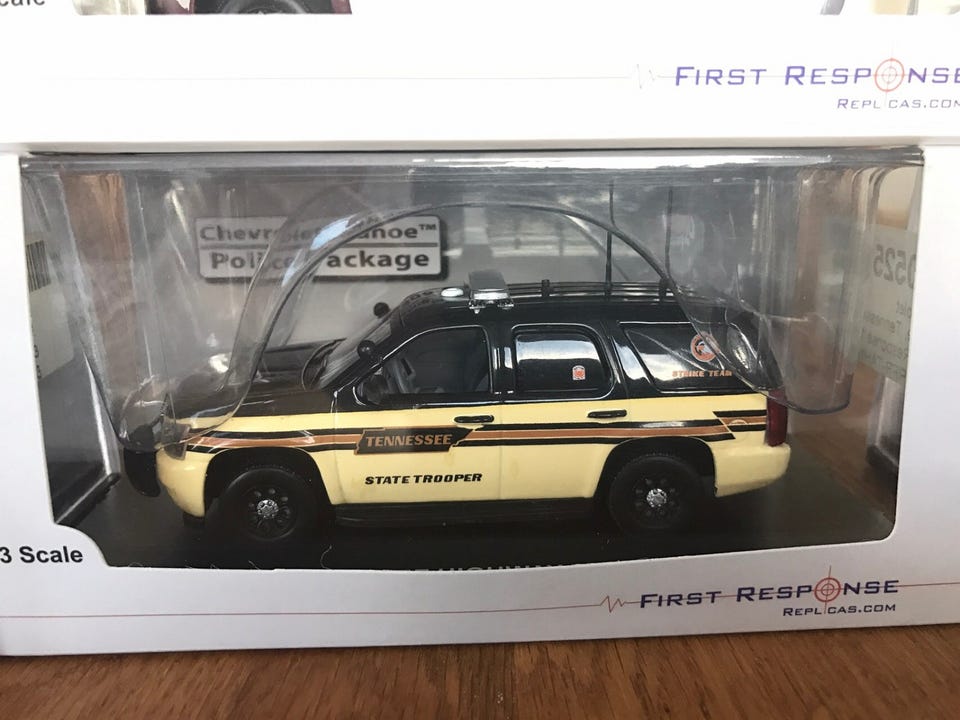 FIRST RESPONSE
REPLICAS.COM
Chevrolet Tahoe™
Police Package
0525
STRIKE TEAM
TENNESSEE
STATE TROOPER
3 Scale
FIRST RESPONSE
REPLICAS.COM